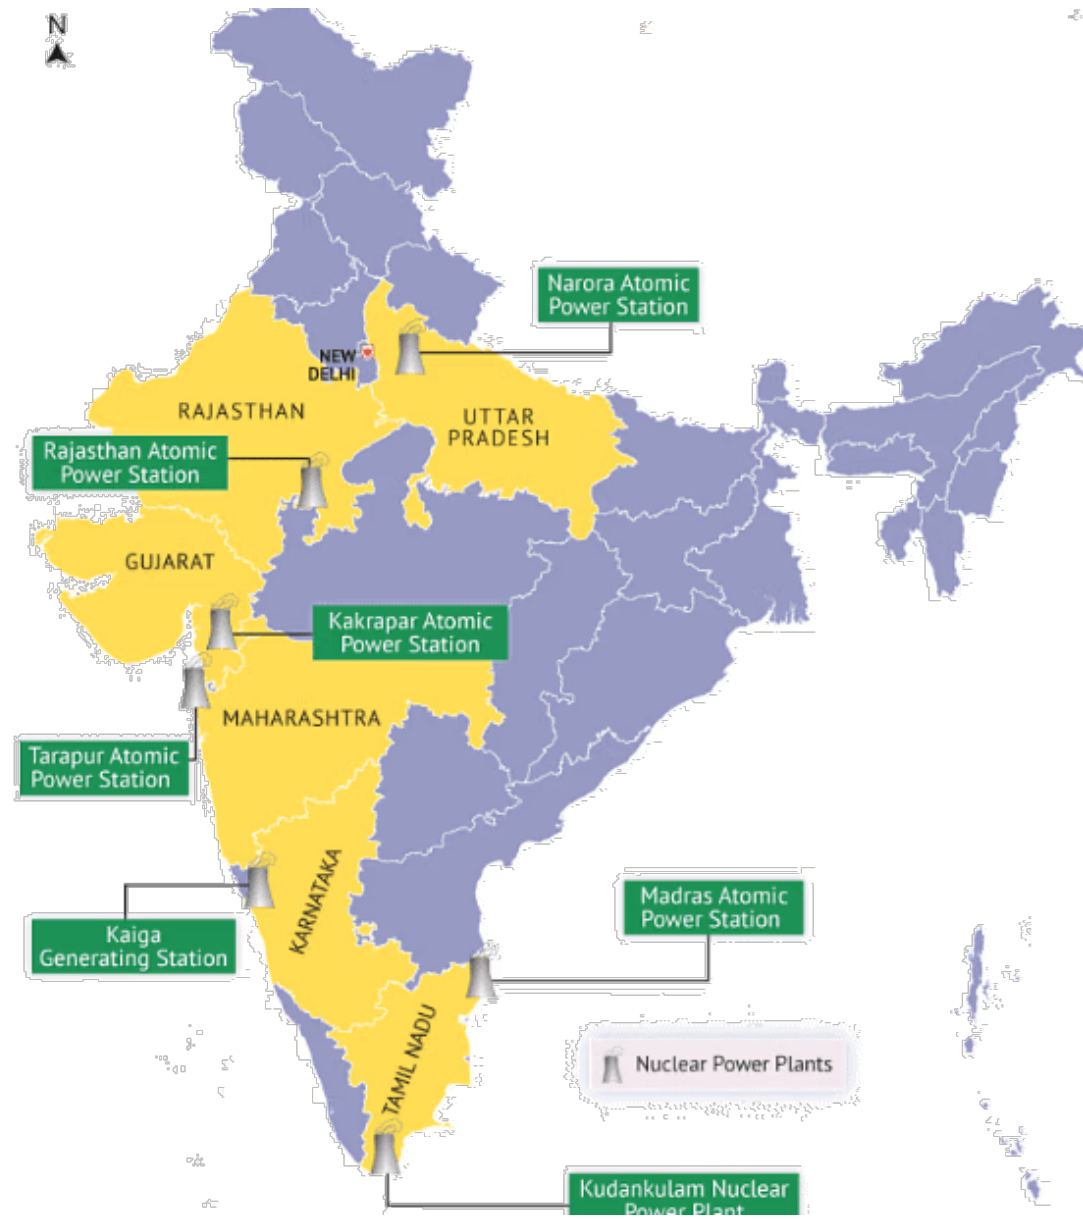 N
Narora Atomic
Power Station
NEW
DELHI
RAJASTHAN
UTTAR
PRADESH
Rajasthan Atomic
Power Station
GUJARAT
Kakrapar Atomic
Power Station
MAHARASHTRA
Tarapur Atomic
Power Station
KARNATAKA
Madras Atomic
Power Station
Kaiga
Generating Station
TAMIL NADU
Nuclear Power Plants
Kudankulam Nuclear
Power Plant